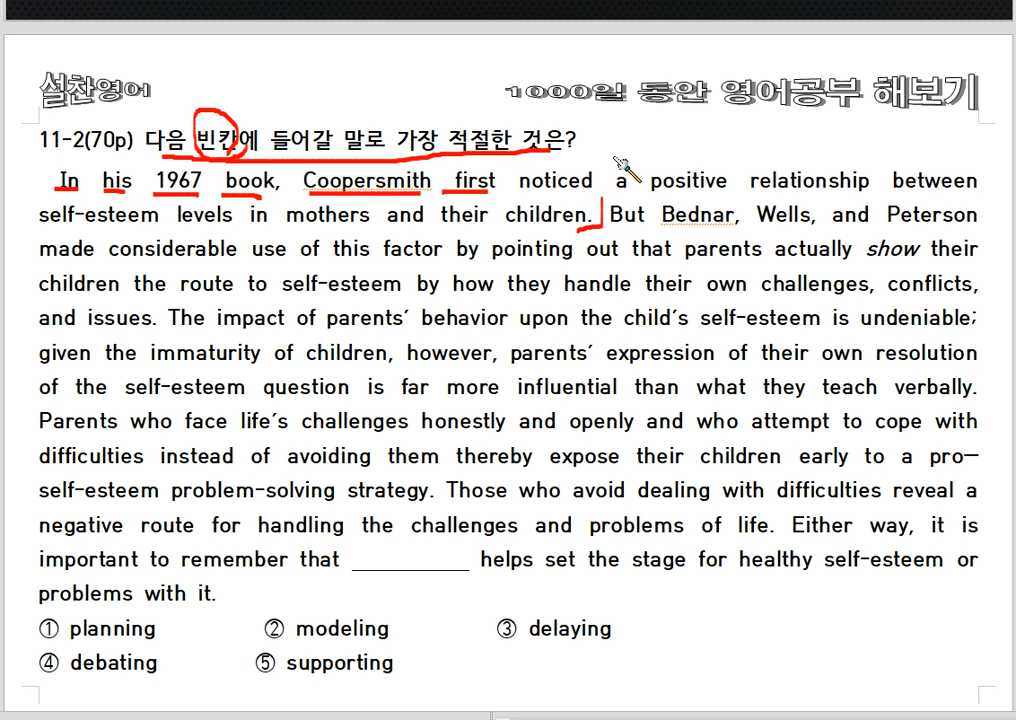 설찬영어 1000일 동안 영어공부 해보기
11-2(70p) 다음 빈칸에 들어갈 말로 가장 적절한 것은?
In his 1967 book, Coopersmith first noticed a positive relationship between
self-esteem levels in mothers and their children. But Bednar, Wells, and Peterson
made considerable use of this factor by pointing out that parents actually show their
children the route to self-esteem by how they handle their own challenges, conflicts,
and issues. The impact of parents′ behavior upon the child′s self-esteem is undeniable;
given the immaturity of children, however, parents′ expression of their own resolution
of the self-esteem question is far more influential than what they teach verbally.
Parents who face life′s challenges honestly and openly and who attempt to cope with
difficulties instead of avoiding them thereby expose their children early to a pro—
self-esteem problem-solving strategy. Those who avoid dealing with difficulties reveal a
negative route for handling the challenges and problems of life. Either way, it is
important to remember that __________ helps set the stage for healthy self-esteem or
problems with it.
① planning ② modeling ③ delaying
④ debating ⑤ supporting